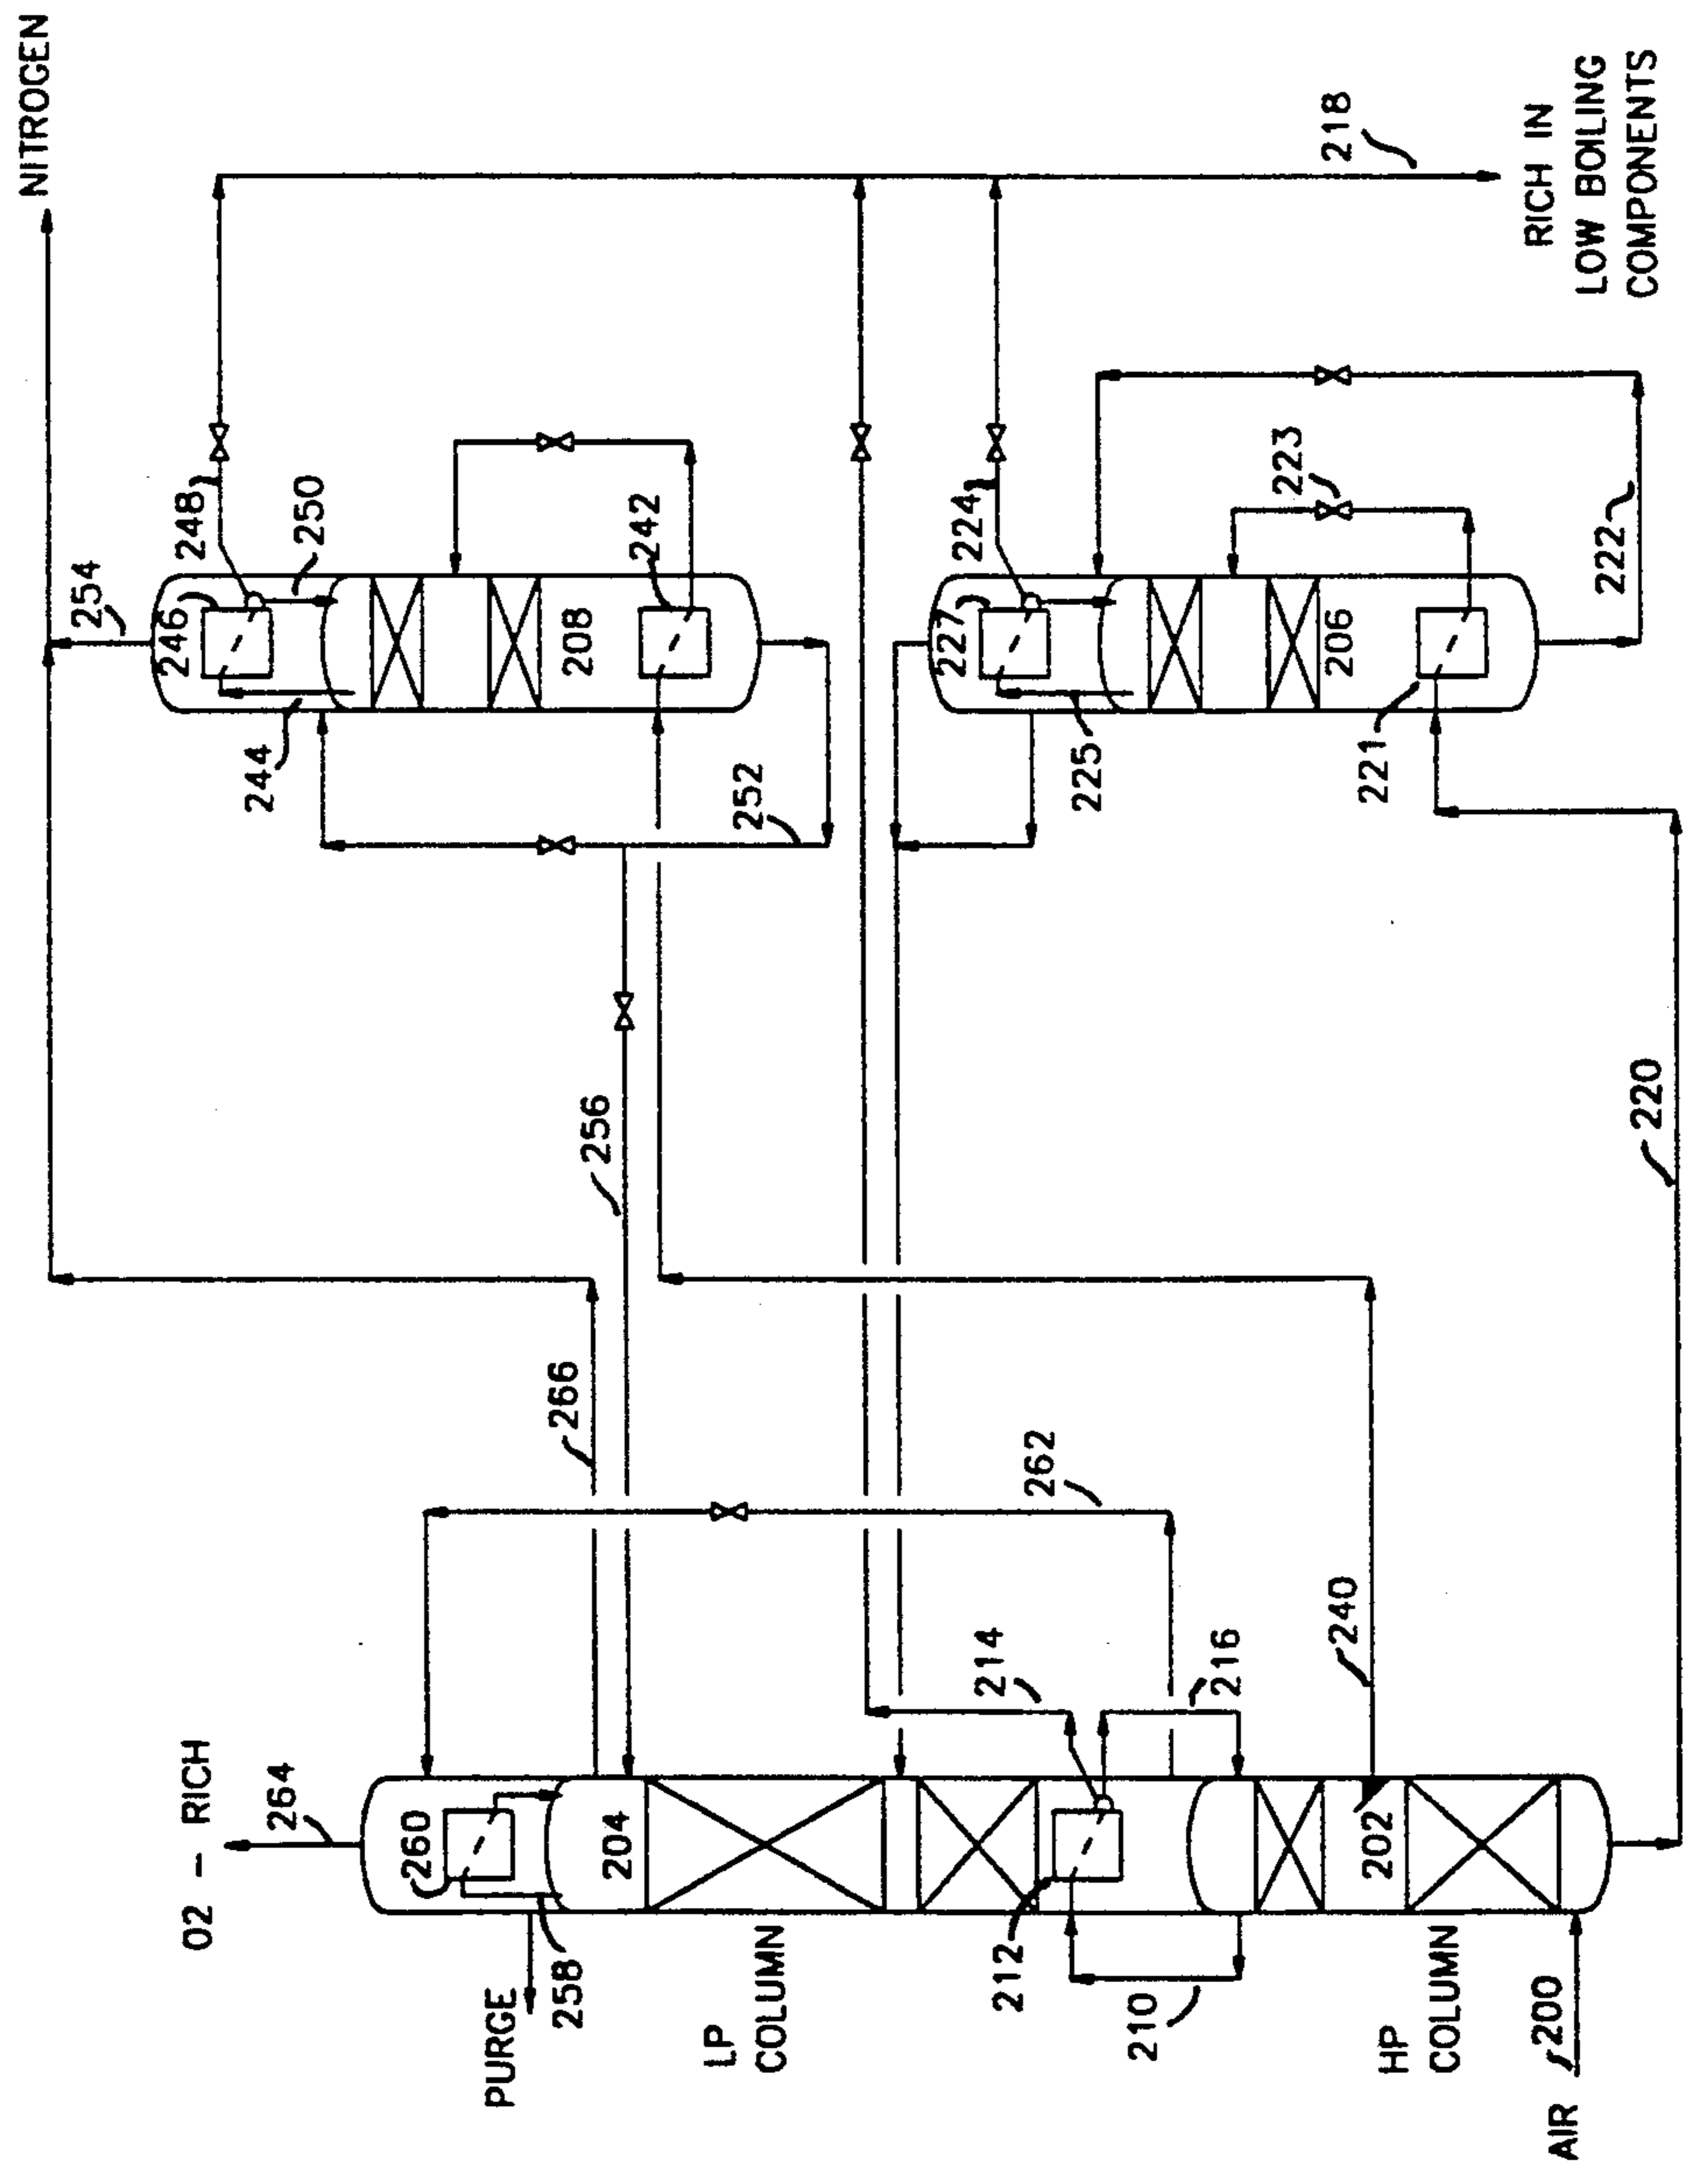 NITROGEN
254
246
248
250
244
208
242
252
218
RICH IN
LOW BOILING
COMPONENTS
227
224
225
206
223
221
222
256
266
220
262
O2 - RICH
264
260
204
258
PURGE
LP
COLUMN
212
214
216
210
240
202
HP
COLUMN
200
AIR